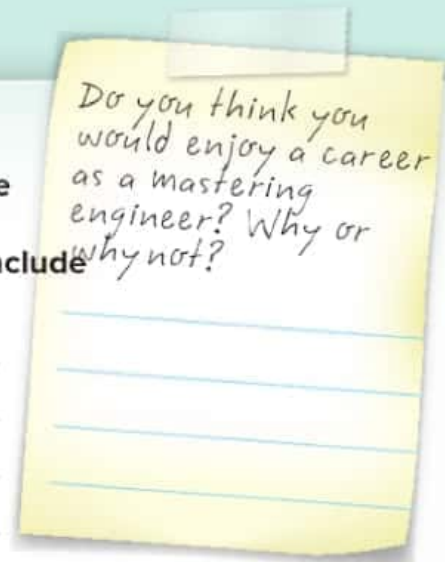 Do you think you
would enjoy a career
as a mastering
engineer? Why or
why not?